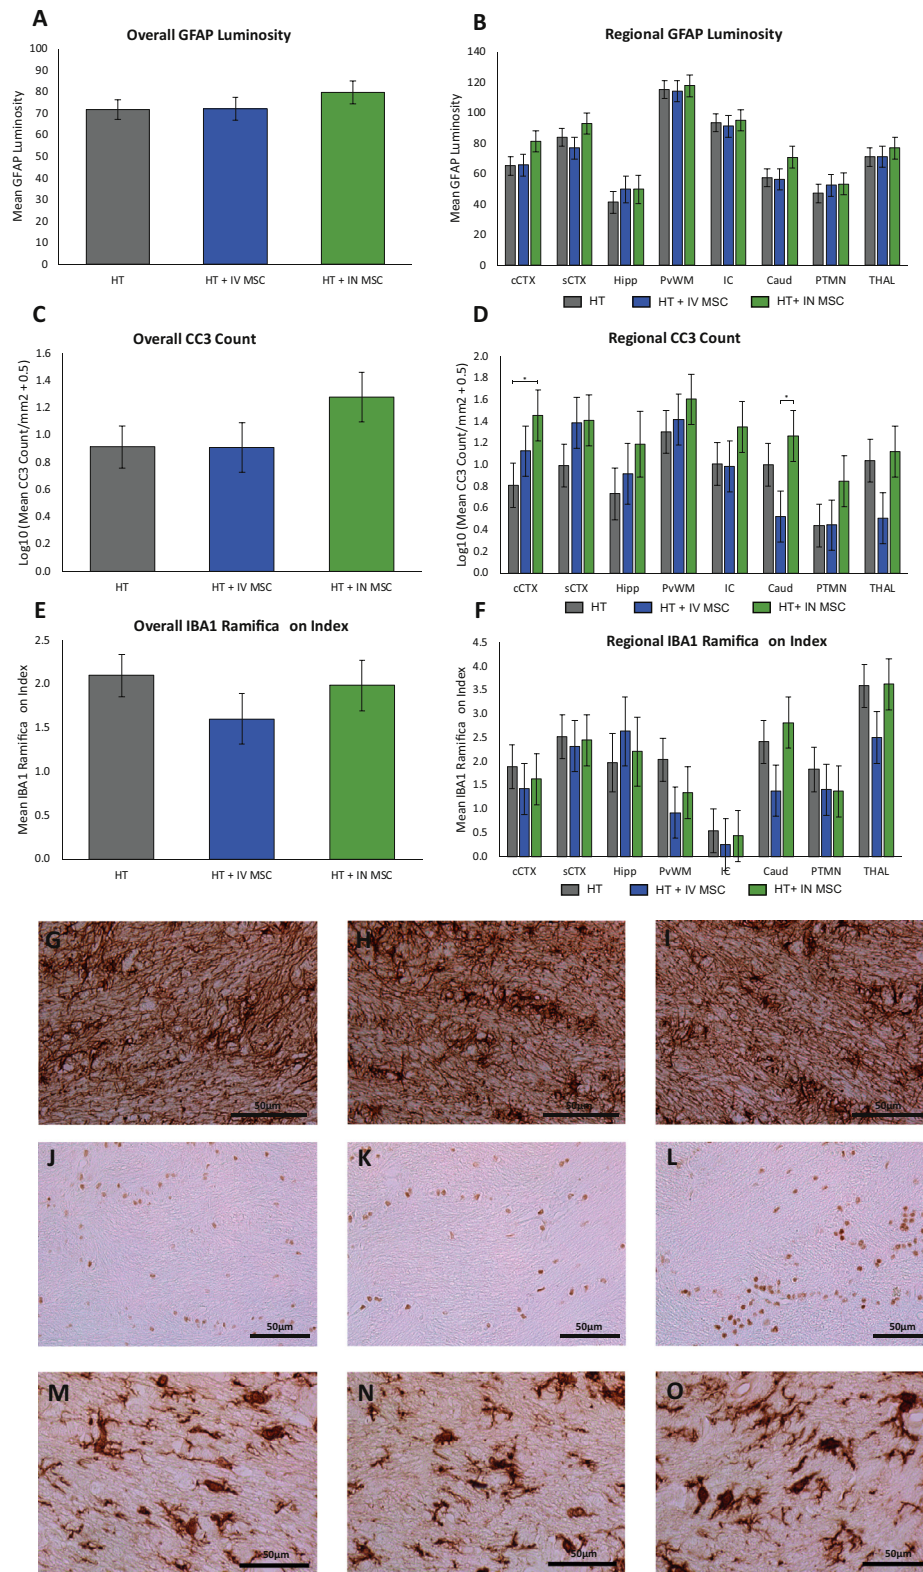 A
Overall GFAP Luminosity
Mean GFAP Luminosity
100
90
80
70
60
50
40
30
20
10
0
HT
HT + IV MSC
HT + IN MSC
B
Regional GFAP Luminosity
Mean GFAP Luminosity
140
120
100
80
60
40
20
0
cCTX sCTX Hipp PvWM IC Caud PTMN THAL
HT HT + IV MSC HT+ IN MSC
C
Overall CC3 Count
Log10 (Mean CC3 Count/mm2 + 0.5)
1.6
1.4
1.2
1.0
0.8
0.6
0.4
0.2
0.0
HT
HT + IV MSC
HT + IN MSC
D
Regional CC3 Count
Log10 (Mean CC3 Count/mm2 + 0.5)
2.0
1.8
1.6
1.4
1.2
1.0
0.8
0.6
0.4
0.2
0.0
*
*
cCTX sCTX Hipp PvWM IC Caud PTMN THAL
HT HT + IV MSC HT+ IN MSC
E
Overall IBA1 Ramifica on Index
Mean IBA1 Ramifica on Index
2.5
2.0
1.5
1.0
0.5
0.0
HT
HT + IV MSC
HT + IN MSC
F
Regional IBA1 Ramifica on Index
Mean IBA1 Ramifica on Index
4.5
4.0
3.5
3.0
2.5
2.0
1.5
1.0
0.5
0.0
cCTX sCTX Hipp PvWM IC Caud PTMN THAL
HT HT + IV MSC HT+ IN MSC
G
50µm
H
50µm
I
50µm
J
50µm
K
50µm
L
50µm
M
50µm
N
50µm
O
50µm